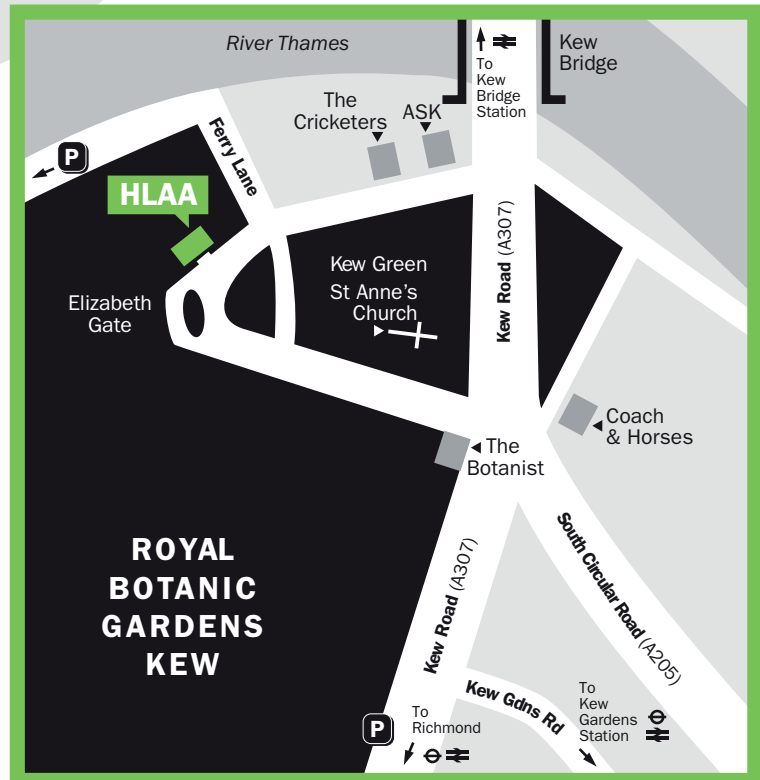 River Thames
To
Kew
Bridge
Station
Kew
Bridge
The
Cricketers
ASK
P
Ferry Lane
HLAA
Kew Green
St Anne's
Church
Kew Road (A307)
Elizabeth
Gate
Coach
& Horses
The
Botanist
ROYAL
BOTANIC
GARDENS
KEW
Kew Road (A307)
South Circular Road (A205)
Kew Gdns Rd
To
Kew
Gardens
Station
P
To
Richmond